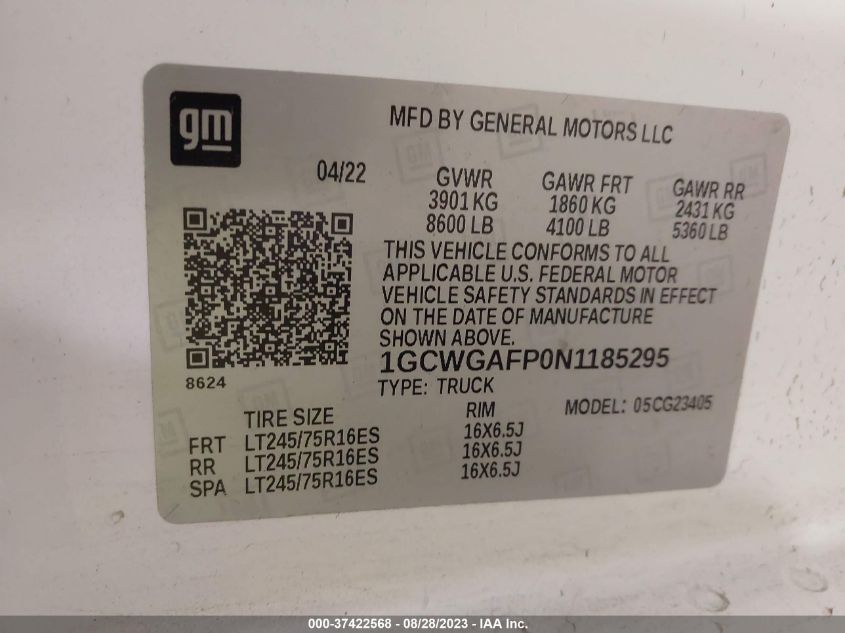 gm
MFD BY GENERAL MOTORS LLC
04/22
GVWR GAWR FRT GAWR RR
3901 KG 1860 KG 2431 KG
8600 LB 4100 LB 5360 LB
THIS VEHICLE CONFORMS TO ALL
APPLICABLE U.S. FEDERAL MOTOR
VEHICLE SAFETY STANDARDS IN EFFECT
ON THE DATE OF MANUFACTURE
SHOWN ABOVE.
1GCWGAFP0N1185295
8624
TYPE: TRUCK
MODEL: 05CG23405
TIRE SIZE RIM
FRT LT245/75R16ES 16X6.5J
RR LT245/75R16ES 16X6.5J
SPA LT245/75R16ES 16X6.5J
000-37422568 - 08/28/2023 - IAA Inc.